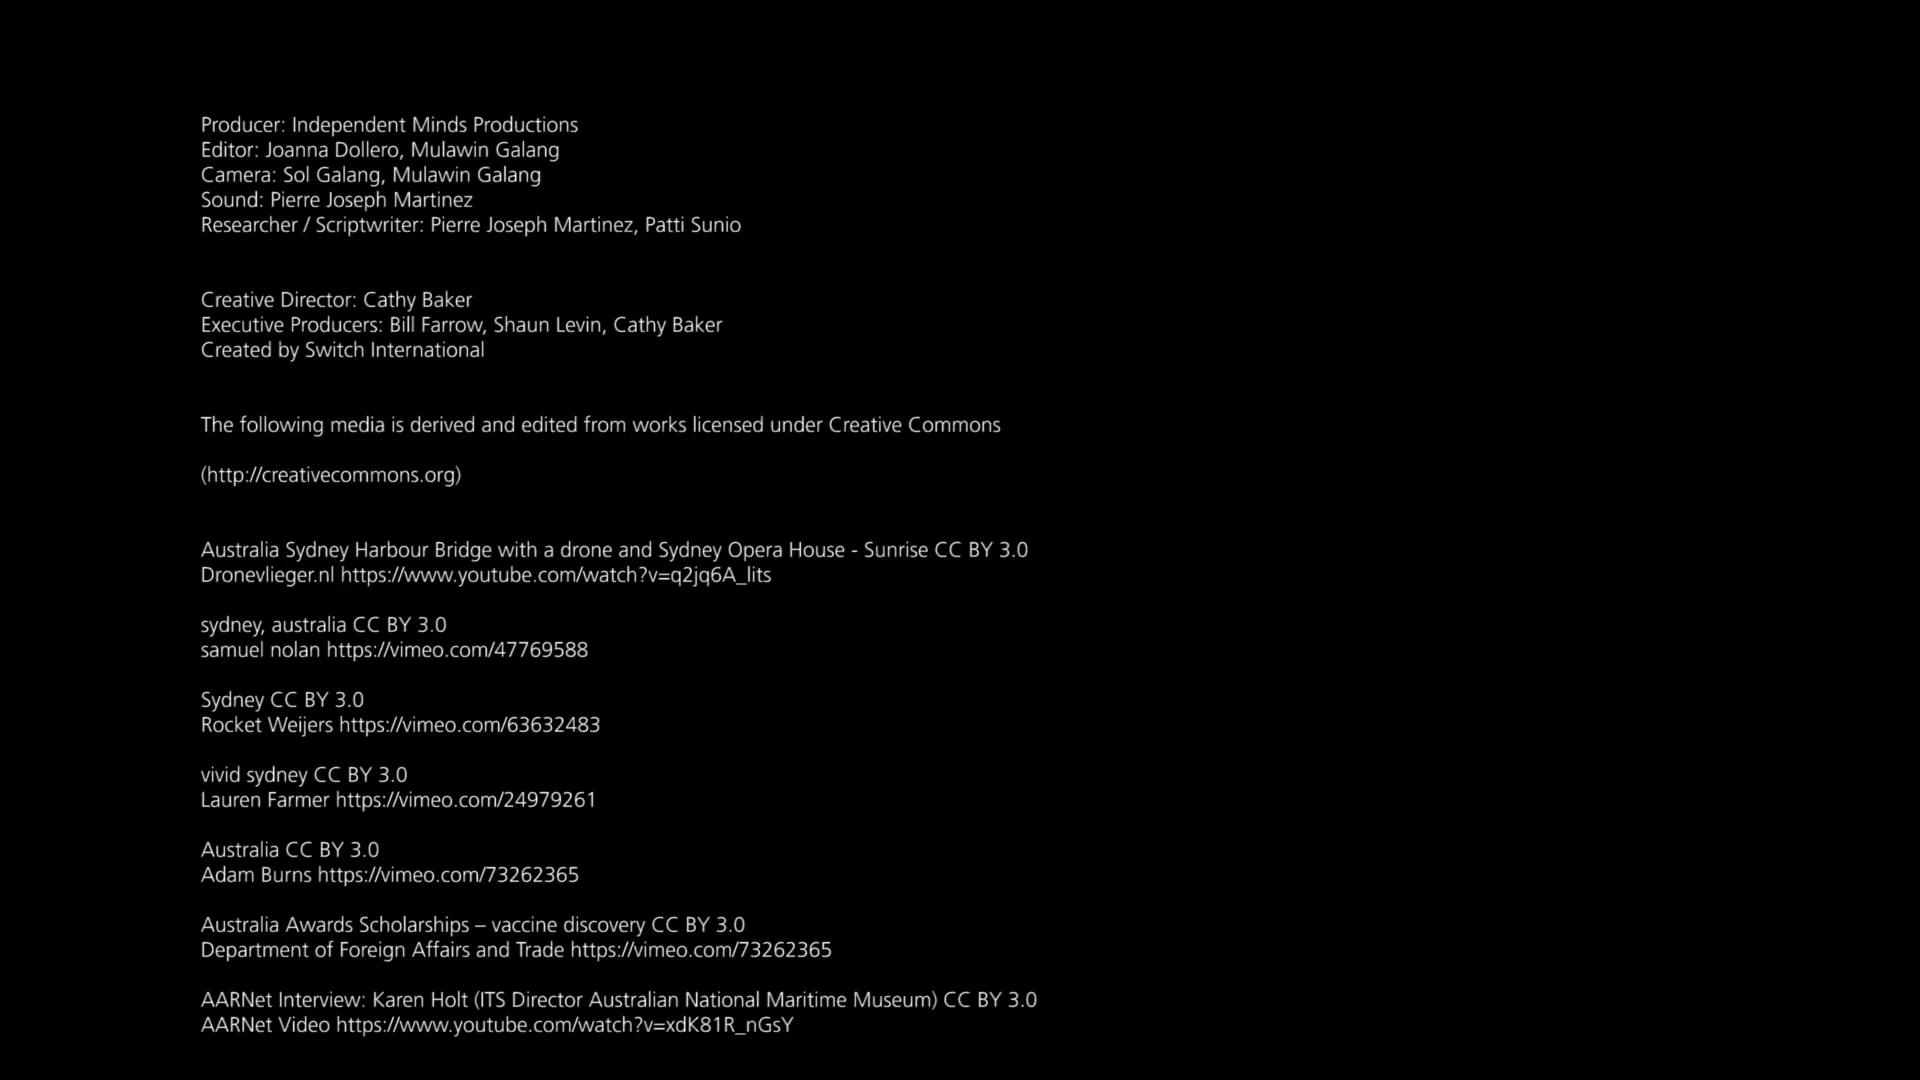 Producer: Independent Minds Productions
Editor: Joanna Dollero, Mulawin Galang
Camera: Sol Galang, Mulawin Galang
Sound: Pierre Joseph Martinez
Researcher / Scriptwriter: Pierre Joseph Martinez, Patti Sunio
Creative Director: Cathy Baker
Executive Producers: Bill Farrow, Shaun Levin, Cathy Baker
Created by Switch International
The following media is derived and edited from works licensed under Creative Commons
(http://creativecommons.org)
Australia Sydney Harbour Bridge with a drone and Sydney Opera House - Sunrise CC BY 3.0
Dronevlieger.nl https://www.youtube.com/watch?v=q2jq6A_lits
sydney, australia CC BY 3.0
samuel nolan https://vimeo.com/47769588
Sydney CC BY 3.0
Rocket Weijers https://vimeo.com/63632483
vivid sydney CC BY 3.0
Lauren Farmer https://vimeo.com/24979261
Australia CC BY 3.0
Adam Burns https://vimeo.com/73262365
Australia Awards Scholarships – vaccine discovery CC BY 3.0
Department of Foreign Affairs and Trade https://vimeo.com/73262365
AARNet Interview: Karen Holt (ITS Director Australian National Maritime Museum) CC BY 3.0
AARNet Video https://www.youtube.com/watch?v=xdK81R_nGsY